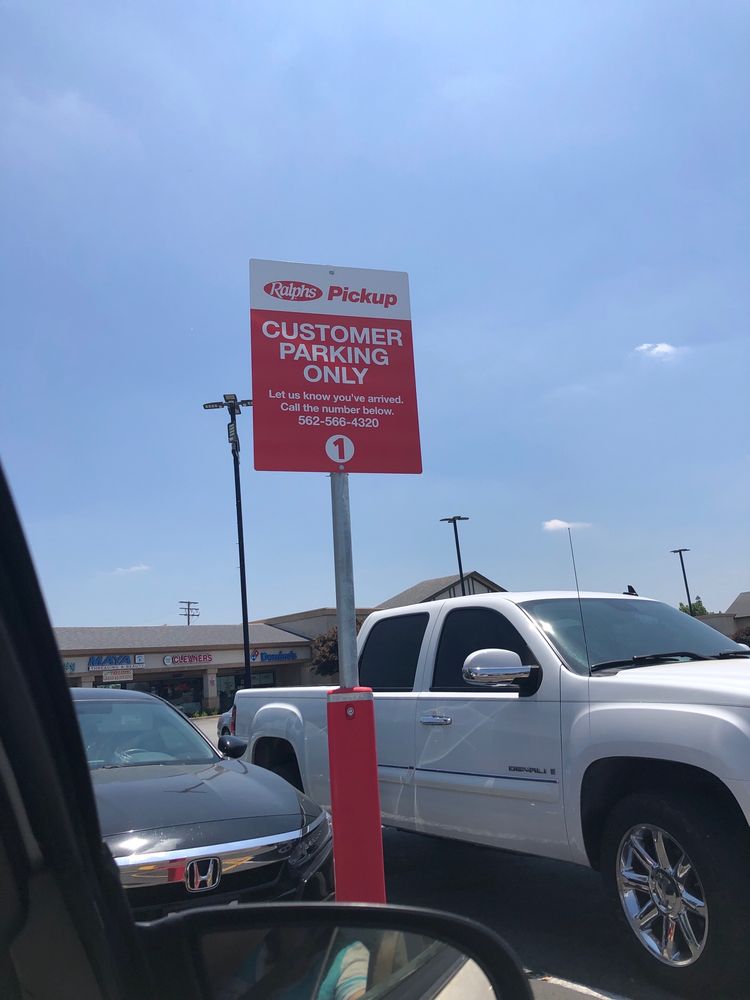 Ralphs Pickup
CUSTOMER
PARKING
ONLY
Let us know you've arrived.
Call the number below.
562-566-4320
1
MAYA
CLEANERS
Domino's
DENALI